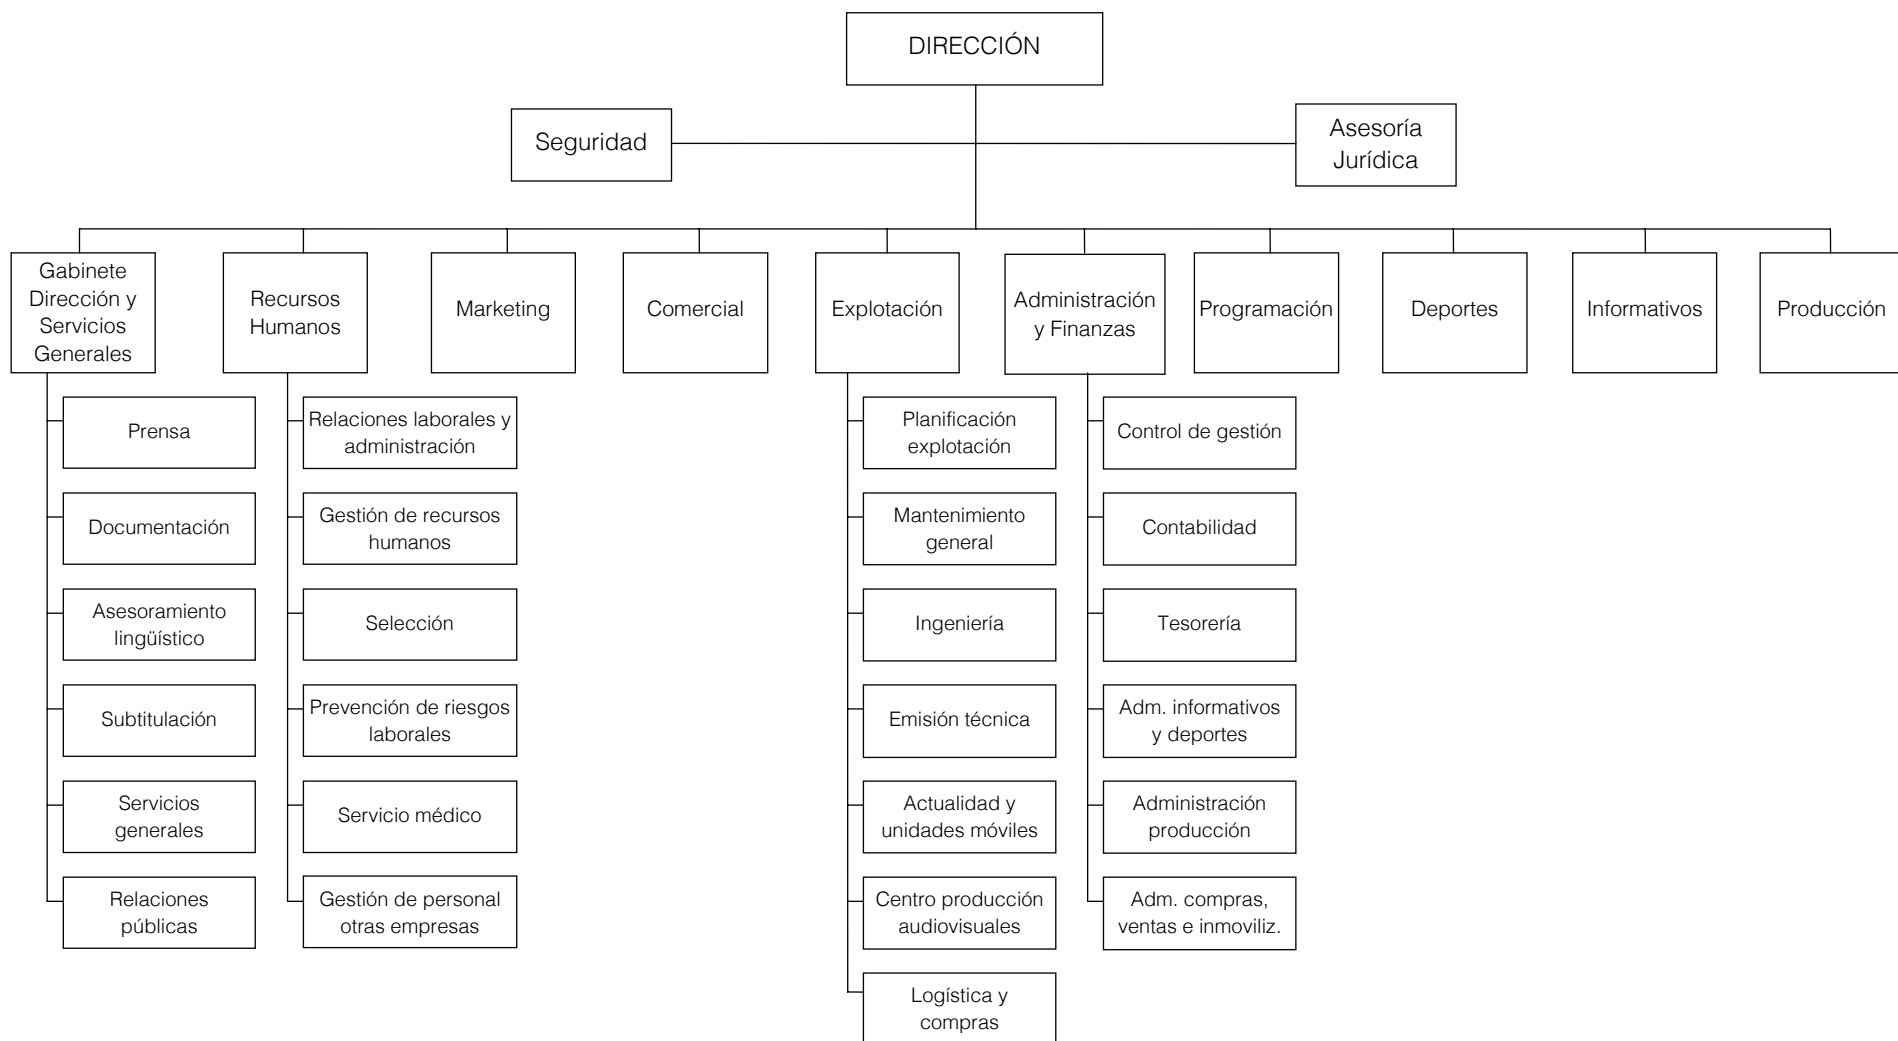 DIRECCIÓN
Seguridad
Asesoría
Jurídica
Gabinete
Dirección y
Servicios
Generales
Recursos
Humanos
Marketing
Comercial
Explotación
Administración
y Finanzas
Programación
Deportes
Informativos
Producción
Prensa
Documentación
Asesoramiento
lingüístico
Subtitulación
Servicios
generales
Relaciones
públicas
Relaciones laborales y
administración
Gestión de recursos
humanos
Selección
Prevención de riesgos
laborales
Servicio médico
Gestión de personal
otras empresas
Planificación
explotación
Mantenimiento
general
Ingeniería
Emisión técnica
Actualidad y
unidades móviles
Centro producción
audiovisuales
Logística y
compras
Control de gestión
Contabilidad
Tesorería
Adm. informativos
y deportes
Administración
producción
Adm. compras,
ventas e inmoviliz.